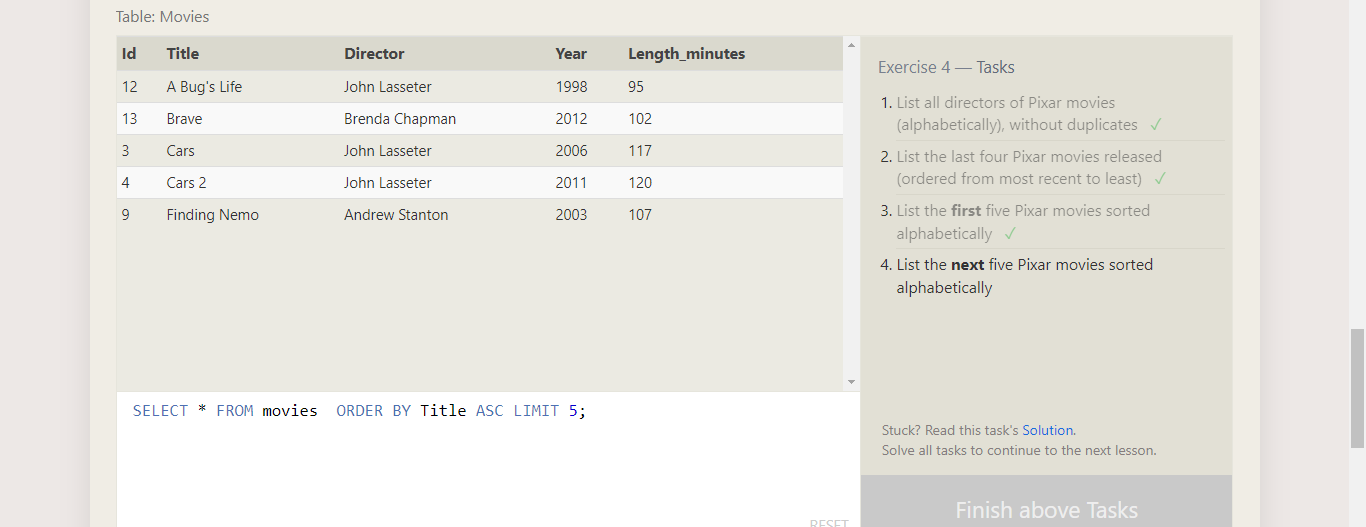 Table: Movies
Id Title Director Year Length_minutes
12 A Bug's Life John Lasseter 1998 95
13 Brave Brenda Chapman 2012 102
3 Cars John Lasseter 2006 117
4 Cars 2 John Lasseter 2011 120
9 Finding Nemo Andrew Stanton 2003 107
SELECT * FROM movies  ORDER BY Title ASC LIMIT 5;
RESET
Exercise 4 — Tasks
1. List all directors of Pixar movies
(alphabetically), without duplicates ✓
2. List the last four Pixar movies released
(ordered from most recent to least) ✓
3. List the first five Pixar movies sorted
alphabetically ✓
4. List the next five Pixar movies sorted
alphabetically
Stuck? Read this task's Solution.
Solve all tasks to continue to the next lesson.
Finish above Tasks